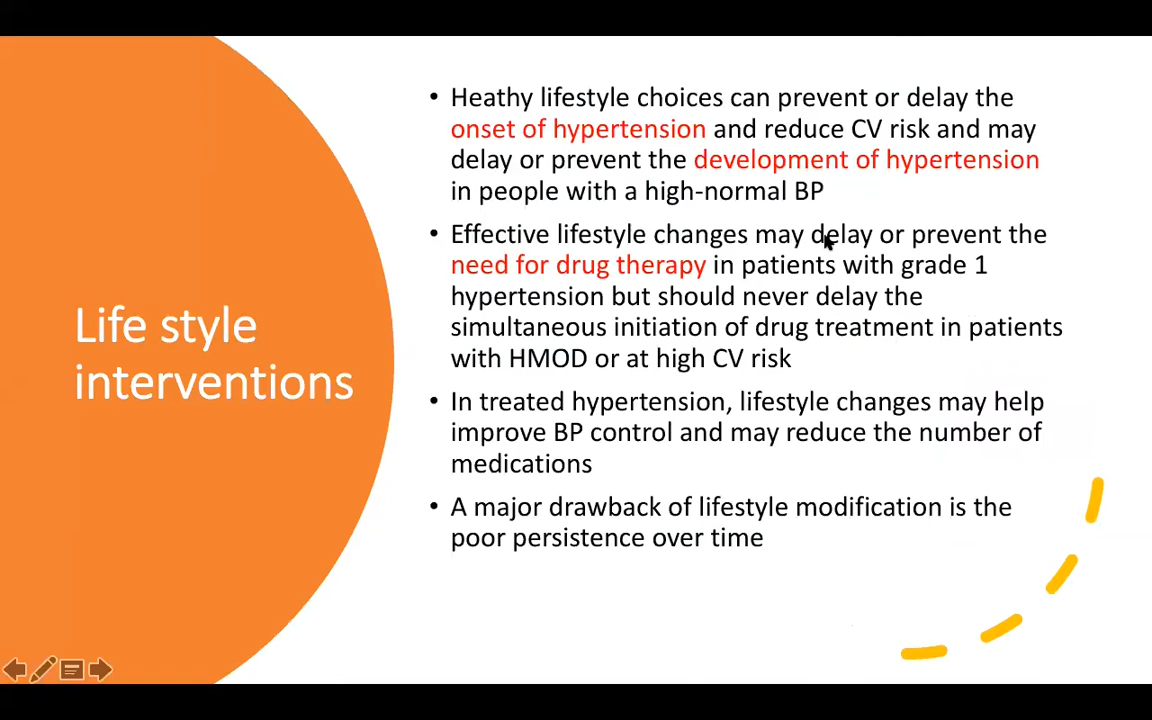 Life style
interventions
• Heathy lifestyle choices can prevent or delay the
onset of hypertension and reduce CV risk and may
delay or prevent the development of hypertension
in people with a high-normal BP
• Effective lifestyle changes may delay or prevent the
need for drug therapy in patients with grade 1
hypertension but should never delay the
simultaneous initiation of drug treatment in patients
with HMOD or at high CV risk
• In treated hypertension, lifestyle changes may help
improve BP control and may reduce the number of
medications
• A major drawback of lifestyle modification is the
poor persistence over time